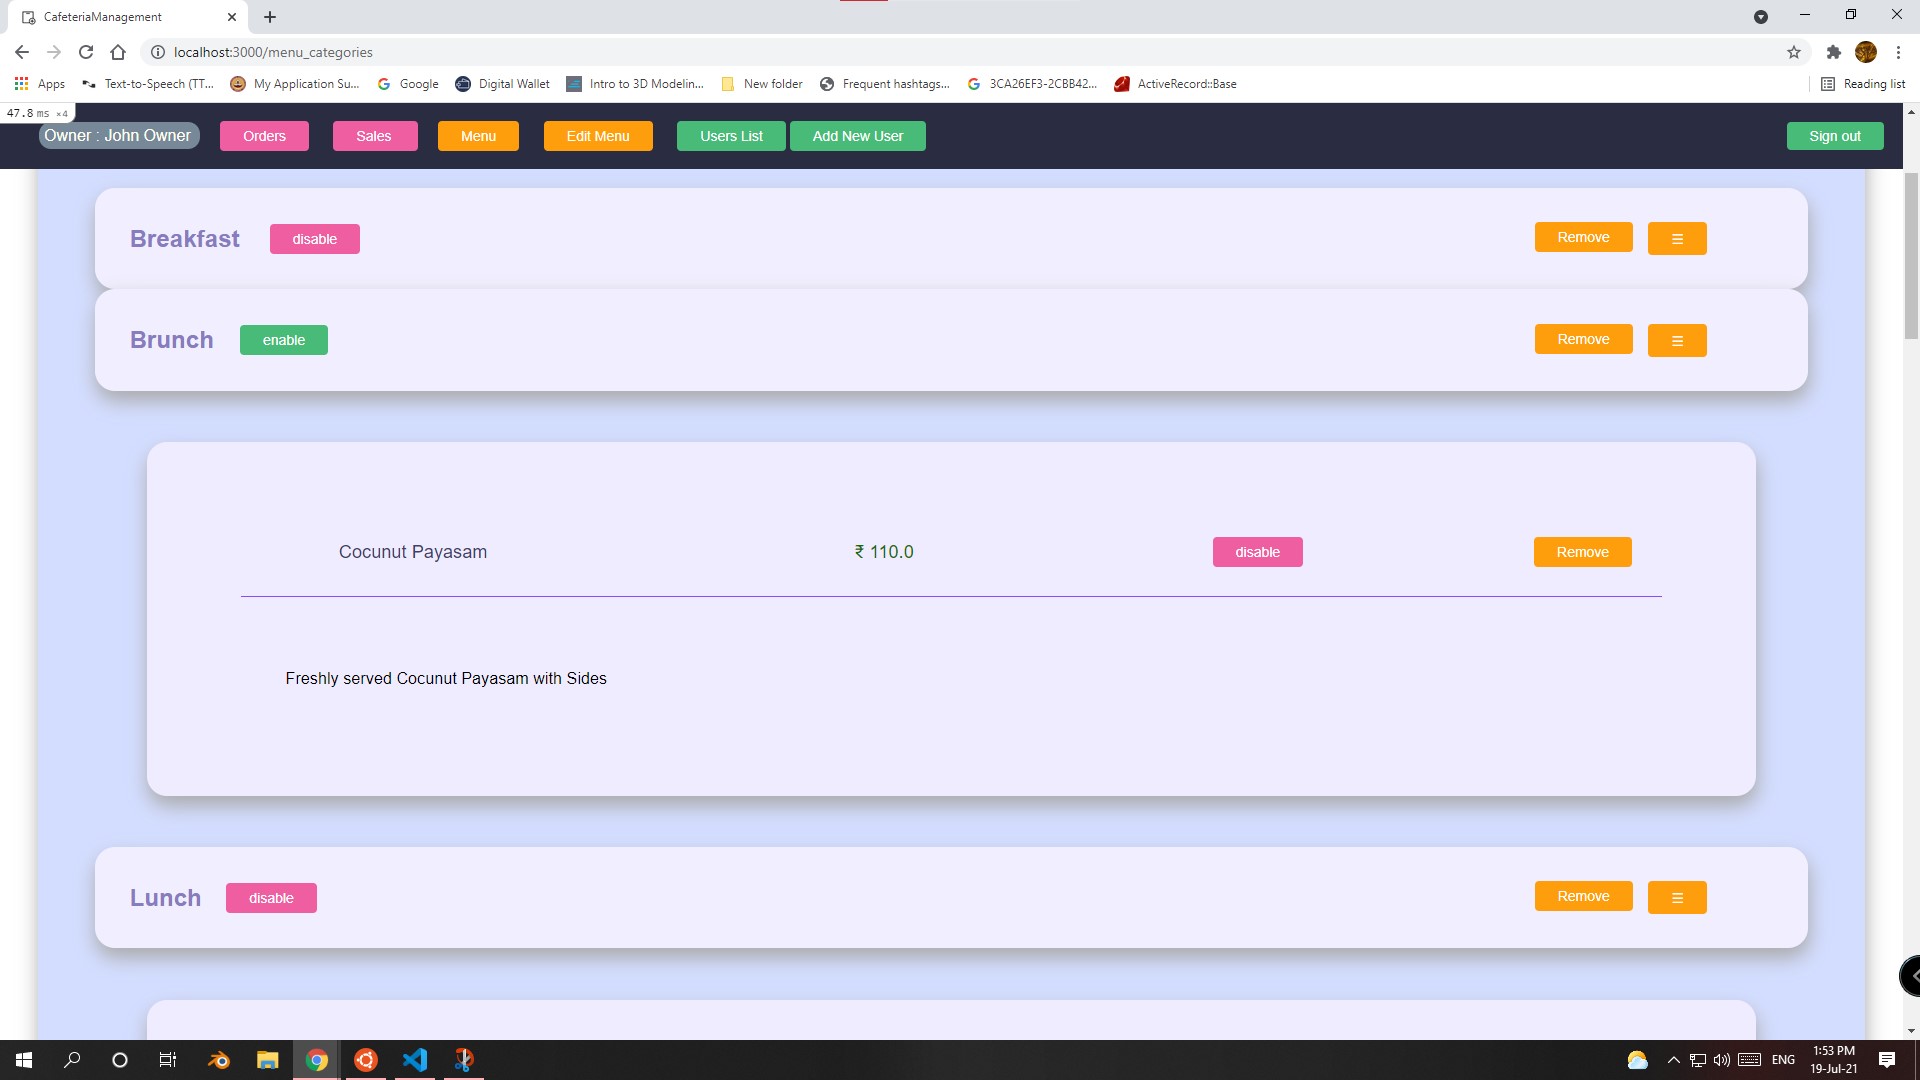 CafeteriaManagement
localhost:3000/menu_categories
Apps Text-to-Speech (TT... My Application Su... Google Digital Wallet Intro to 3D Modelin... New folder Frequent hashtags... 3CA26EF3-2CBB42... ActiveRecord::Base Reading list
47.8 ms ×4
Owner : John Owner Orders Sales Menu Edit Menu Users List Add New User Sign out
Breakfast disable Remove ☰
Brunch enable Remove ☰
Cocunut Payasam ₹ 110.0 disable Remove
Freshly served Cocunut Payasam with Sides
Lunch disable Remove ☰
ENG 1:53 PM
19-Jul-21